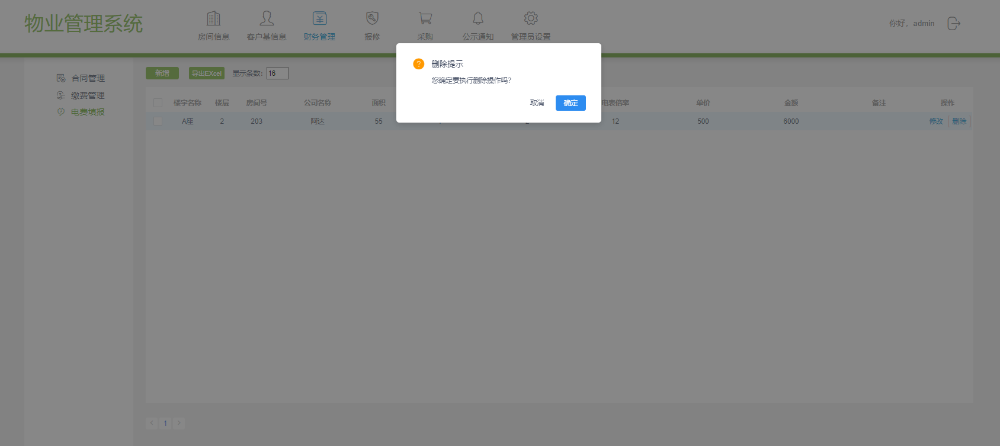 物业管理系统
房间信息 客户基信息 财务管理 报修 采购 公示通知 管理员设置
你好，admin
合同管理
缴费管理
电费填报
新增 导出EXcel 显示条数: 16
删除提示
您确定要执行删除操作吗?
取消 确定
楼宇名称 楼层 房间号 公司名称 面积 电表倍率 单价 金额 备注 操作
A座 2 203 阿达 55 12 500 6000 修改 删除
< 1 >